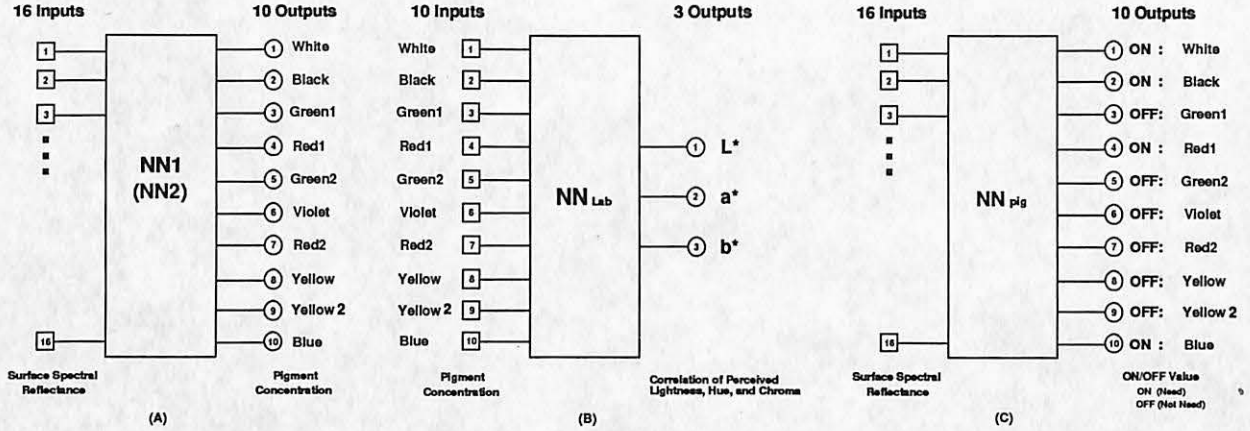 16 Inputs
10 Outputs
1
2
3
16
NN1
(NN2)
1 White
2 Black
3 Green1
4 Red1
5 Green2
6 Violet
7 Red2
8 Yellow
9 Yellow 2
10 Blue
Surface Spectral
Reflectance
Pigment
Concentration
(A)
10 Inputs
3 Outputs
White 1
Black 2
Green1 3
Red1 4
Green2 5
Violet 6
Red2 7
Yellow 8
Yellow 2 9
Blue 10
NN Lab
1 L*
2 a*
3 b*
Pigment
Concentration
Correlation of Perceived
Lightness, Hue, and Chroma
(B)
16 Inputs
10 Outputs
1
2
3
16
NN pig
1 ON : White
2 ON : Black
3 OFF: Green1
4 ON : Red1
5 OFF: Green2
6 OFF: Violet
7 OFF: Red2
8 OFF: Yellow
9 OFF: Yellow 2
10 ON : Blue
Surface Spectral
Reflectance
ON/OFF Value
ON (Need)
OFF (Not Need)
(C)